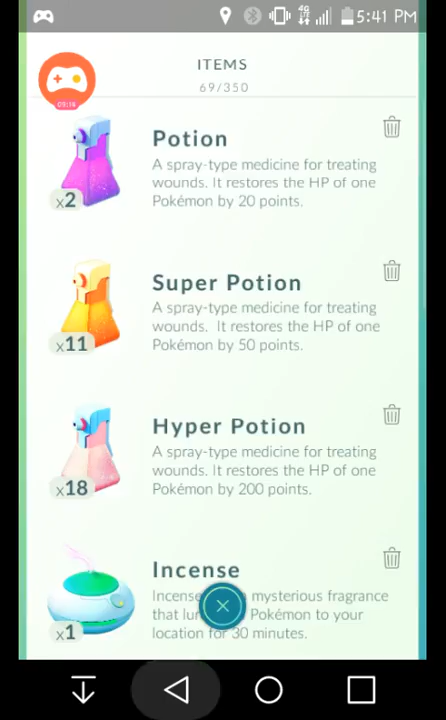 4G
5:41 PM
ITEMS
69/350
09:16
Potion
A spray-type medicine for treating
wounds. It restores the HP of one
Pokémon by 20 points.
x2
Super Potion
A spray-type medicine for treating
wounds. It restores the HP of one
Pokémon by 50 points.
x11
Hyper Potion
A spray-type medicine for treating
wounds. It restores the HP of one
Pokémon by 200 points.
x18
Incense
Incense mysterious fragrance
that Pokémon to your
location for 30 minutes.
x1